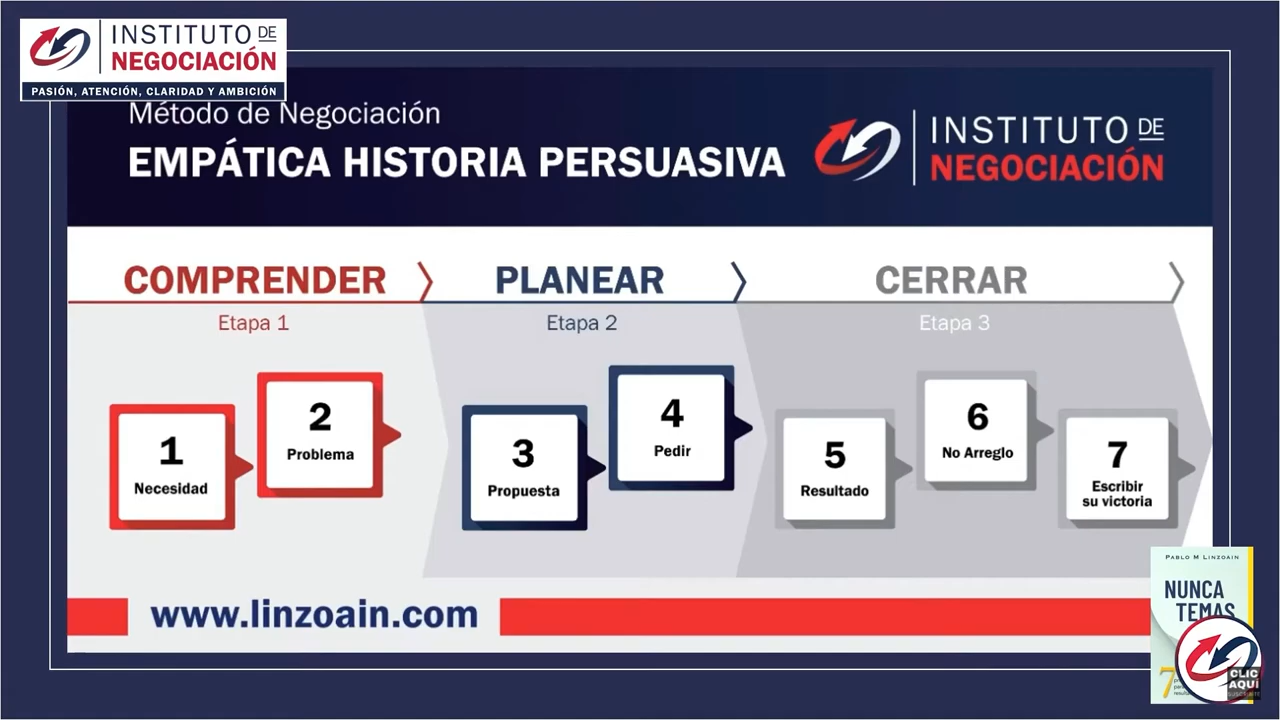 INSTITUTO DE
NEGOCIACIÓN
PASIÓN, ATENCIÓN, CLARIDAD Y AMBICIÓN
Método de Negociación
EMPÁTICA HISTORIA PERSUASIVA
INSTITUTO DE
NEGOCIACIÓN
COMPRENDER
PLANEAR
CERRAR
Etapa 1
Etapa 2
Etapa 3
1
Necesidad
2
Problema
3
Propuesta
4
Pedir
5
Resultado
6
No Arreglo
7
Escribir
su victoria
www.linzoain.com
PABLO M LINZOAIN
NUNCA
TEMAS
7
CLIC
AQUÍ